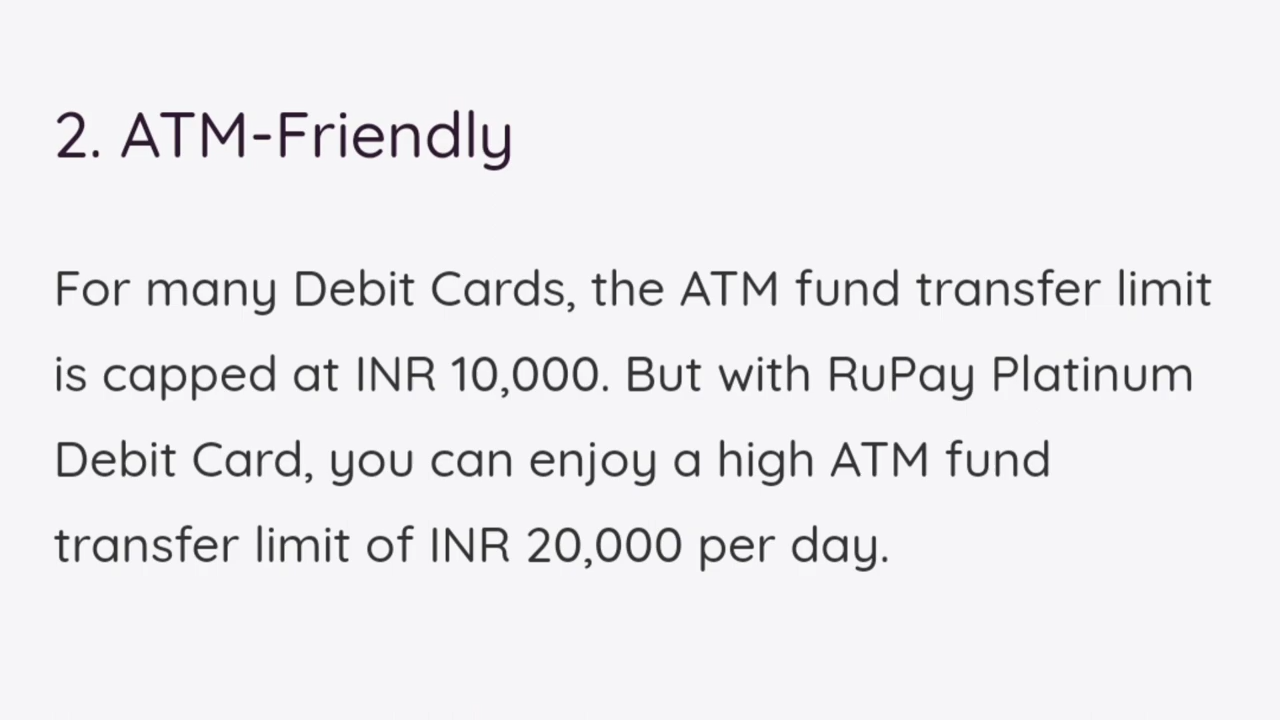 2. ATM-Friendly
For many Debit Cards, the ATM fund transfer limit
is capped at INR 10,000. But with RuPay Platinum
Debit Card, you can enjoy a high ATM fund
transfer limit of INR 20,000 per day.